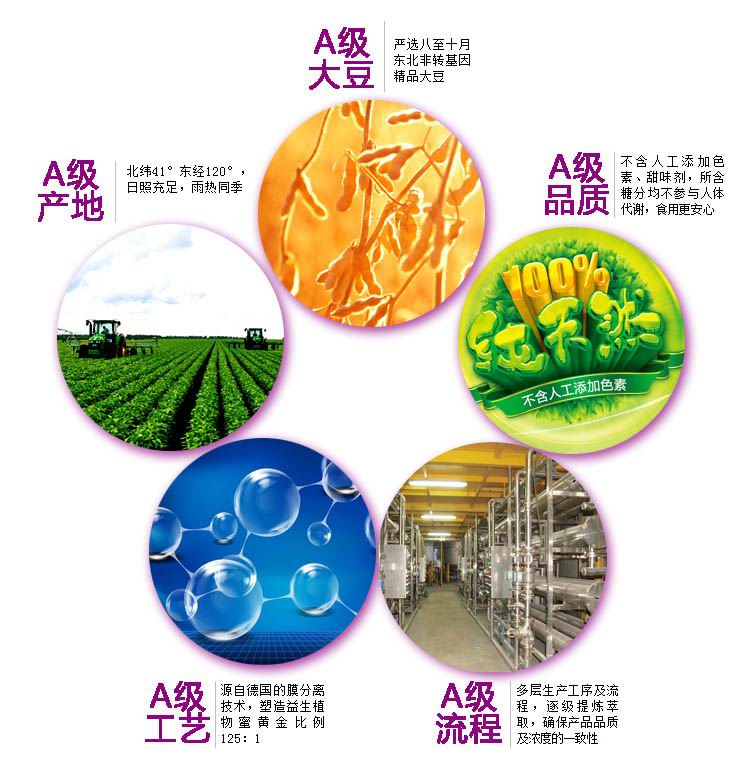 A级
大豆
严选八至十月
东北非转基因
精品大豆
A级
产地
北纬41°东经120°，
日照充足，雨热同季
A级
品质
不含人工添加色
素、甜味剂，所含
糖分均不参与人体
代谢，食用更安心
100%
纯天然
不含人工添加色素
A级
工艺
源自德国的膜分离
技术，塑造益生植
物蜜黄金比例
125：1
A级
流程
多层生产工序及流
程，逐级提炼萃
取，确保产品品质
及浓度的一致性